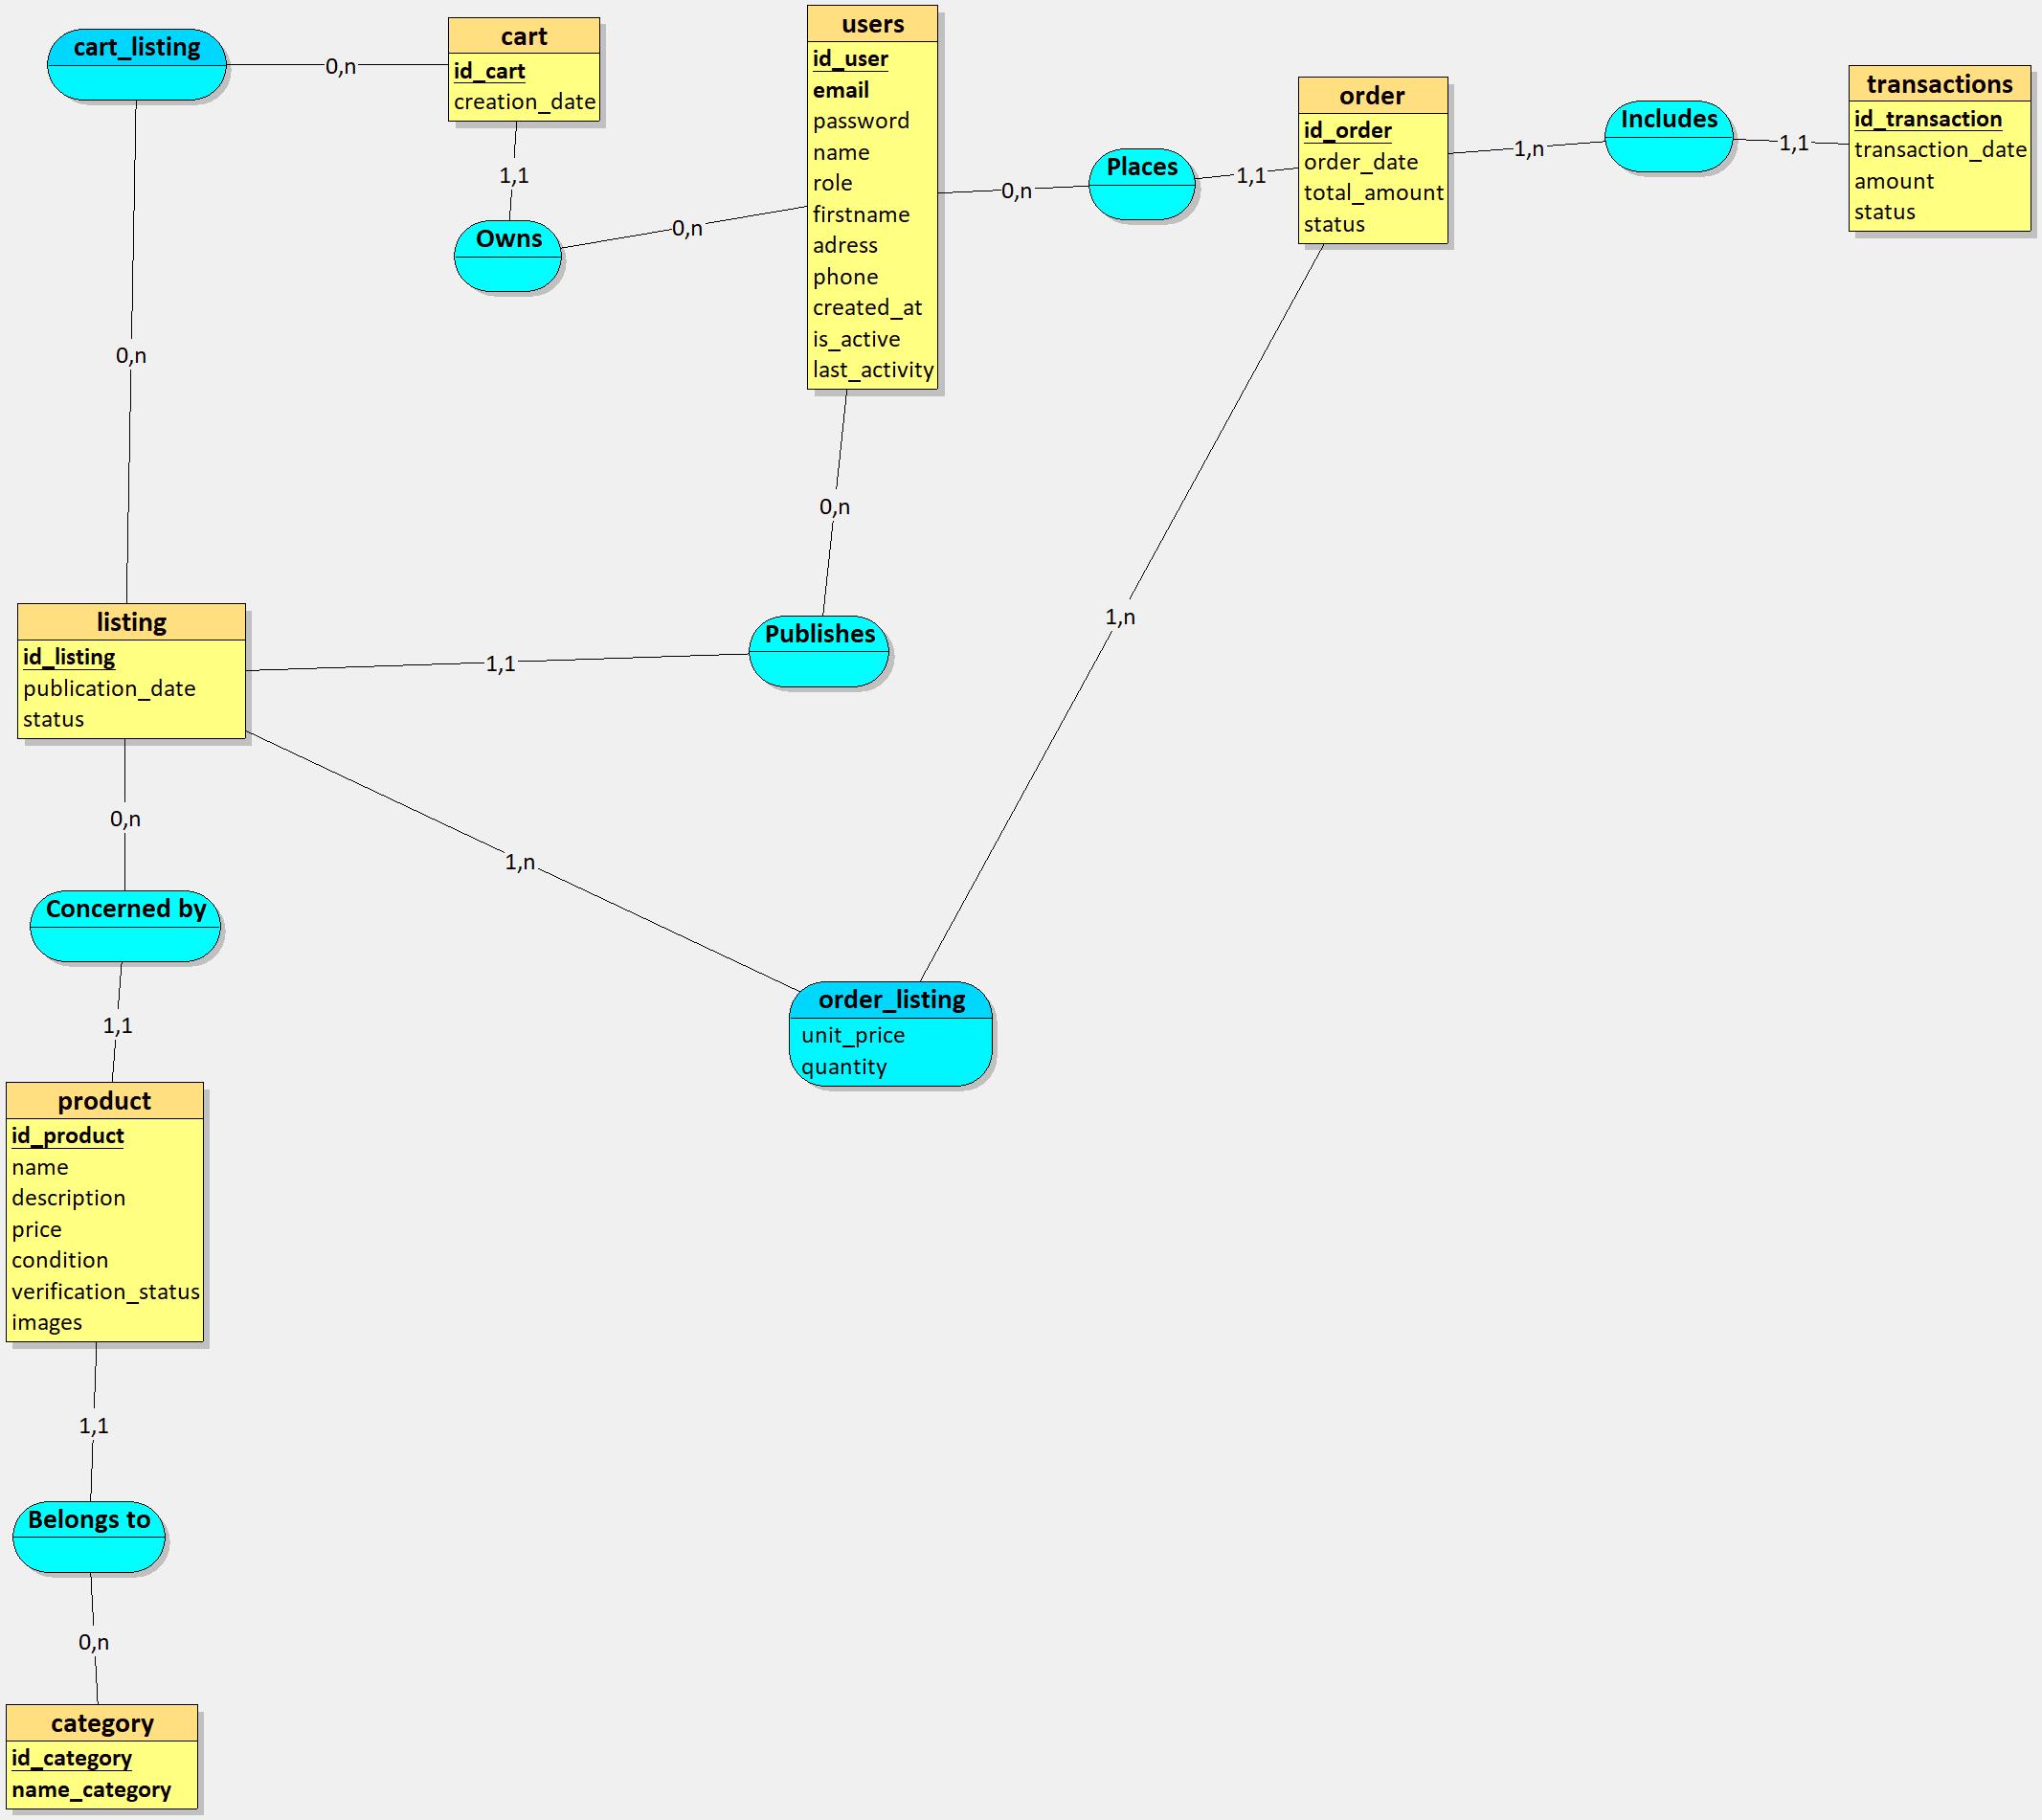 cart_listing
0,n
cart
id_cart
creation_date
users
id_user
email
password
name
role
firstname
adress
phone
created_at
is_active
last_activity
order
id_order
order_date
total_amount
status
transactions
id_transaction
transaction_date
amount
status
Includes
1,n
1,1
Places
0,n
1,1
1,1
Owns
0,n
0,n
0,n
1,n
listing
id_listing
publication_date
status
1,1
Publishes
0,n
1,n
Concerned by
order_listing
unit_price
quantity
1,1
product
id_product
name
description
price
condition
verification_status
images
1,1
Belongs to
0,n
category
id_category
name_category